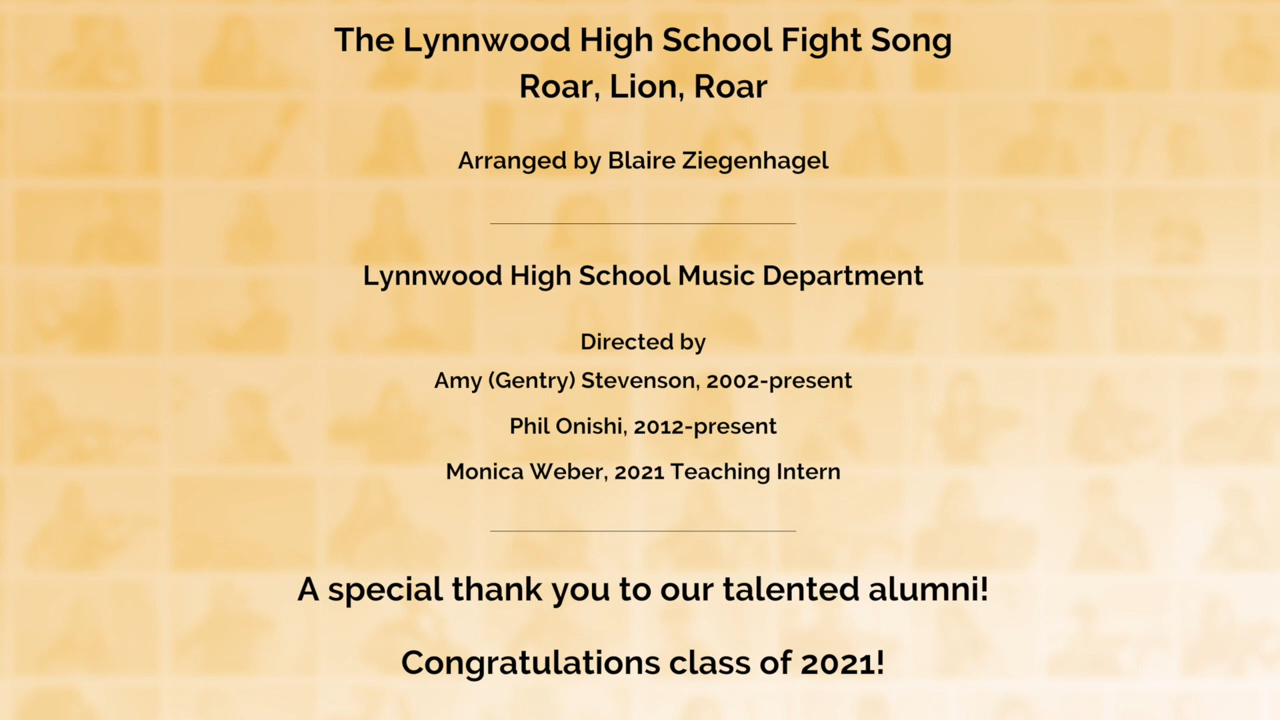 The Lynnwood High School Fight Song
Roar, Lion, Roar
Arranged by Blaire Ziegenhagel
Lynnwood High School Music Department
Directed by
Amy (Gentry) Stevenson, 2002-present
Phil Onishi, 2012-present
Monica Weber, 2021 Teaching Intern
A special thank you to our talented alumni!
Congratulations class of 2021!